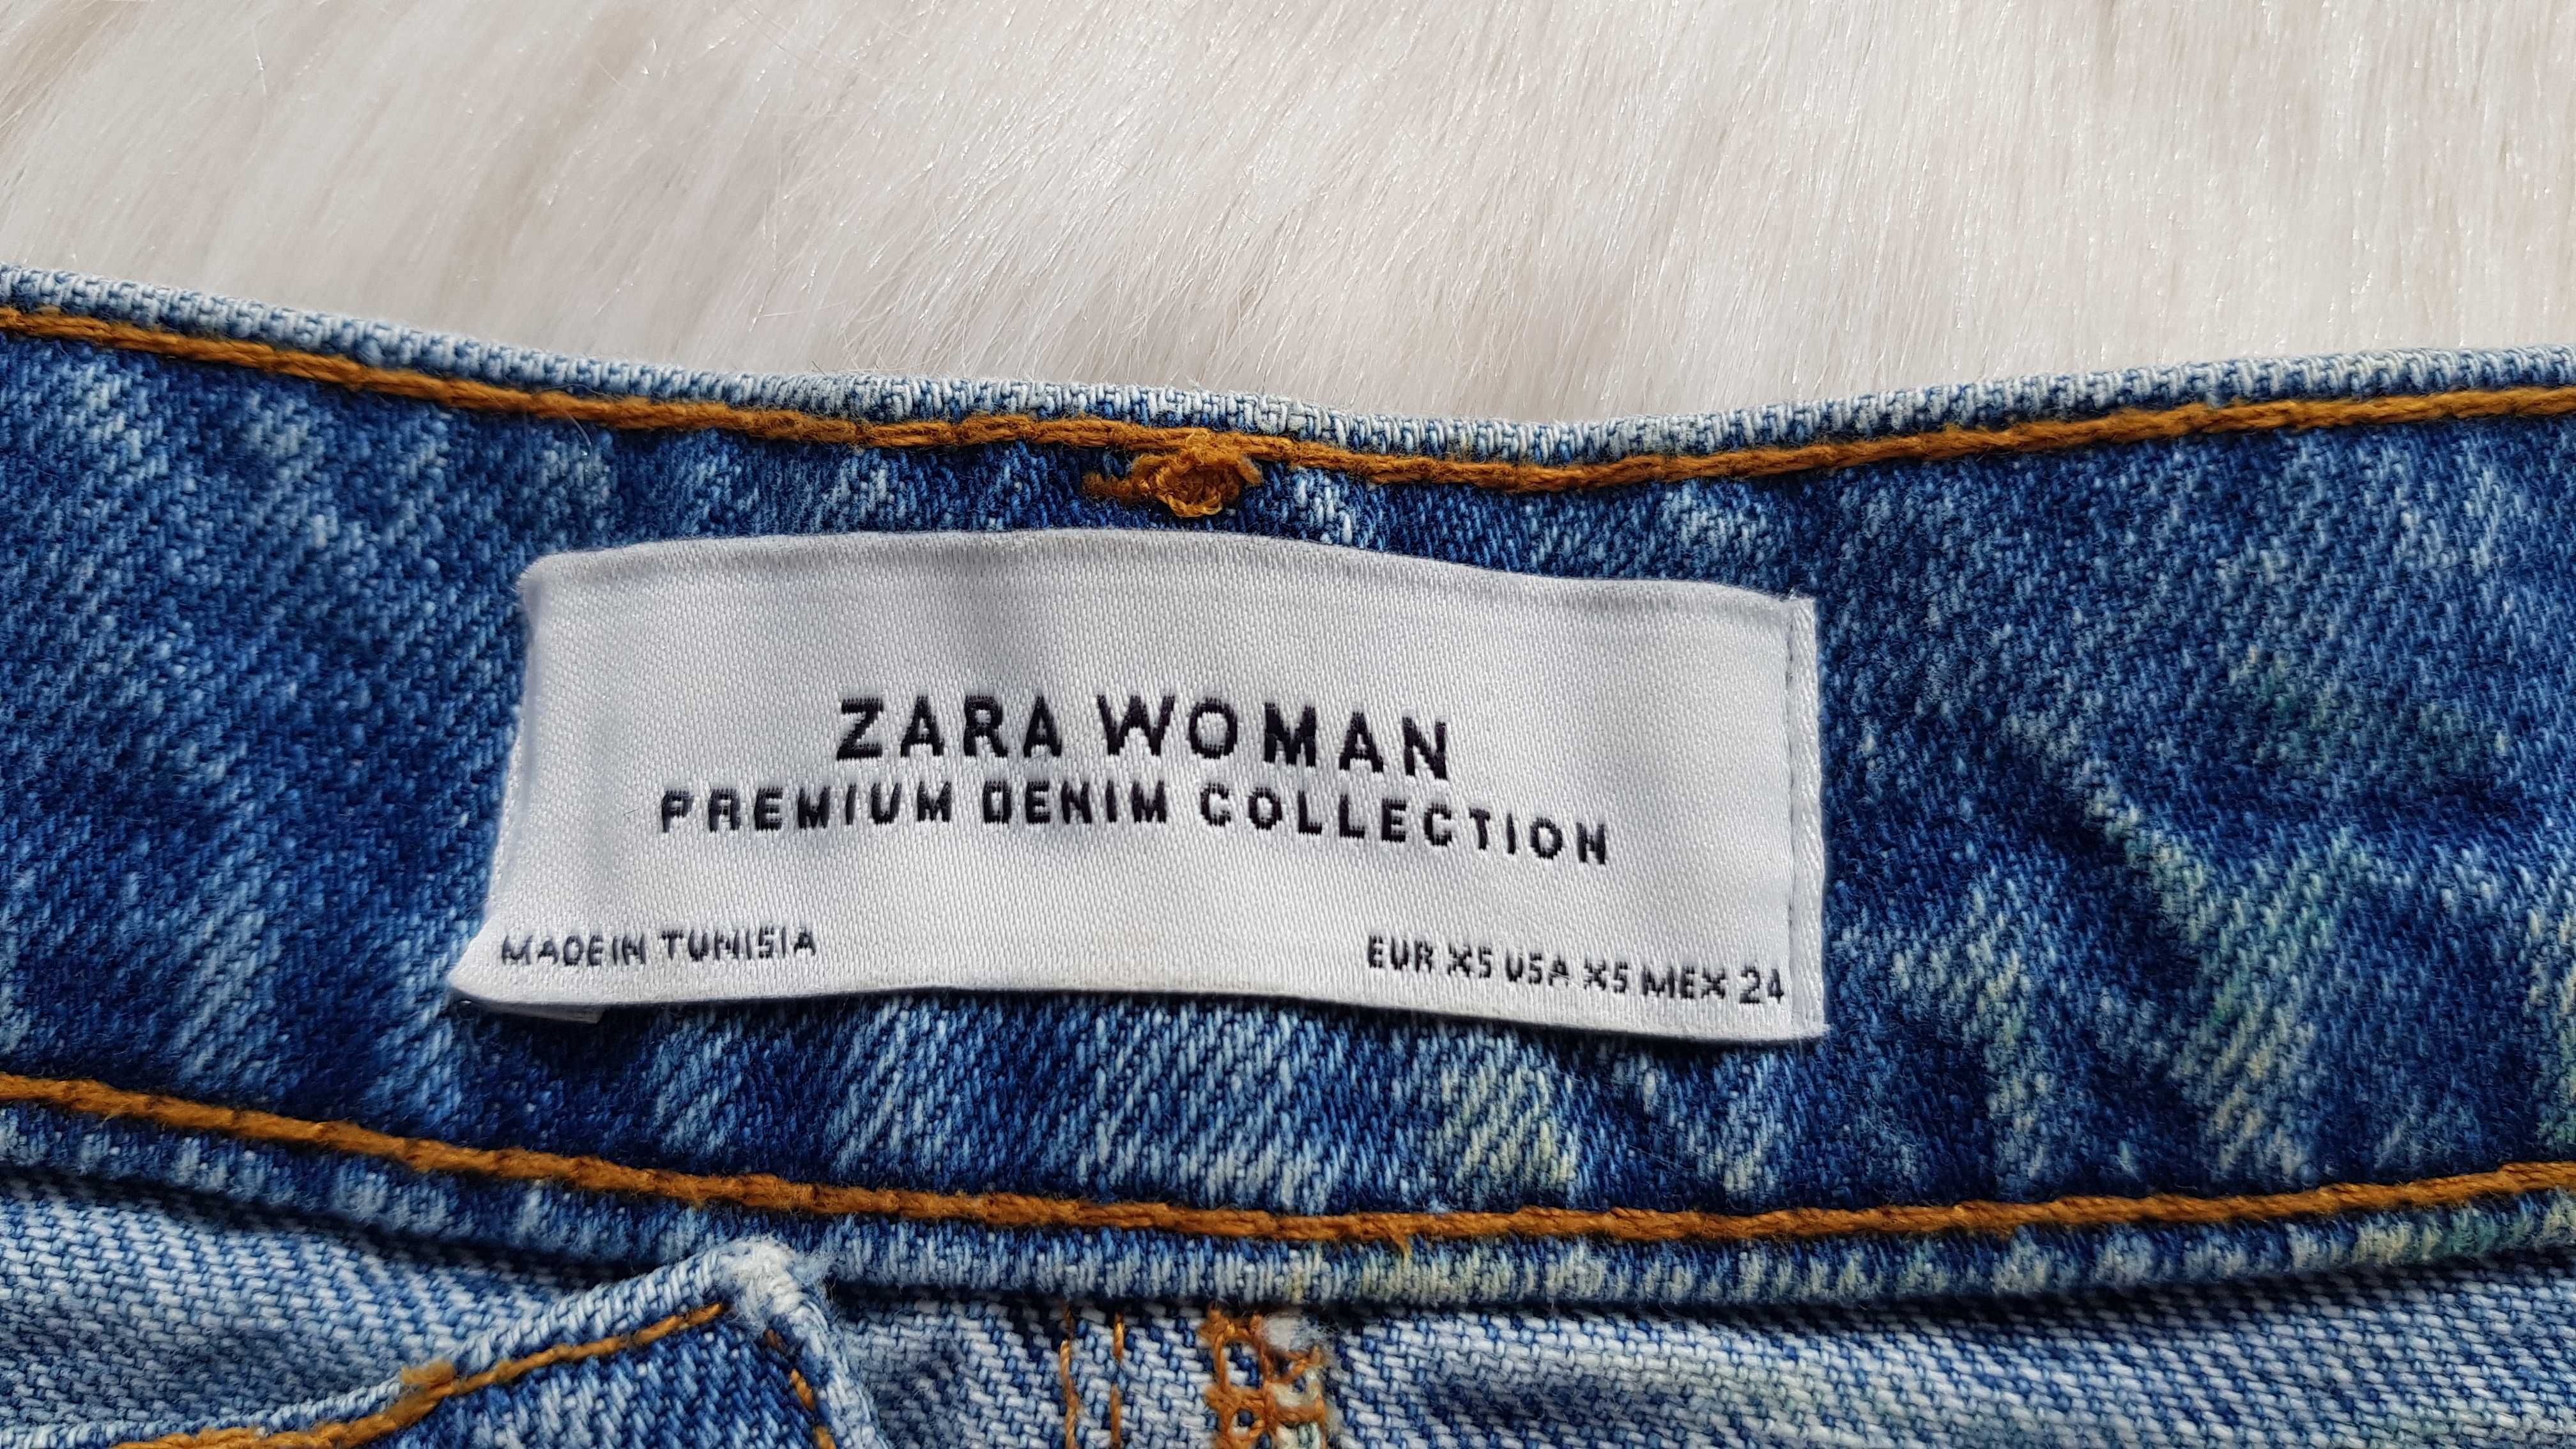 ZARA WOMAN
PREMIUM DENIM COLLECTION
MADE IN TUNISIA
EUR XS USA XS MEX 24